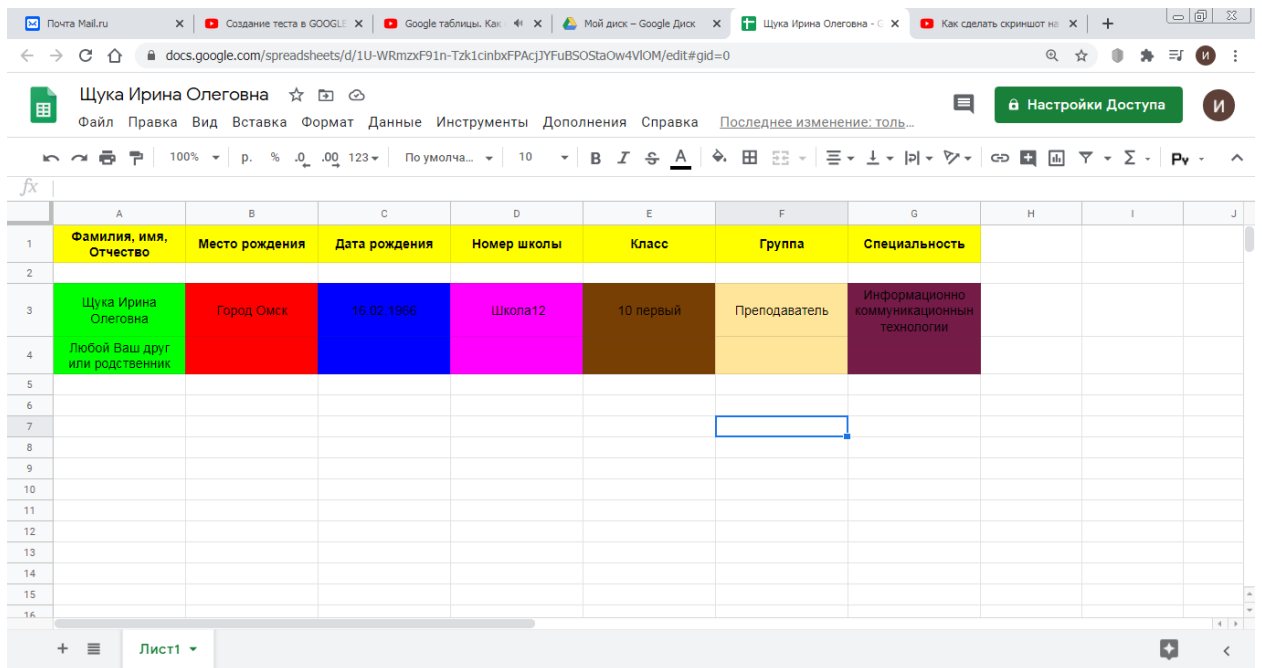 Почта Mail.ru
Создание теста в GOOGLE
Google таблицы. Как
Мой диск – Google Диск
Щука Ирина Олеговна - G
Как сделать скриншот на
docs.google.com/spreadsheets/d/1U-WRmzxF91n-Tzk1cinbxFPAcjJYFuBSOStaOw4VlOM/edit#gid=0
И
Щука Ирина Олеговна
Файл Правка Вид Вставка Формат Данные Инструменты Дополнения Справка Последнее изменение: толь…
Настройки Доступа
И
100% р. % .0 .00 123 По умолча... 10 B I S A Σ Ру
fx
A B C D E F G H I J
1 Фамилия, имя, Отчество Место рождения Дата рождения Номер школы Класс Группа Специальность
2
3 Щука Ирина Олеговна Город Омск 16.02.1986 Школа12 10 первый Преподаватель Информационно коммуникационнын технологии
4 Любой Ваш друг или родственник
5
6
7
8
9
10
11
12
13
14
15
16
Лист1